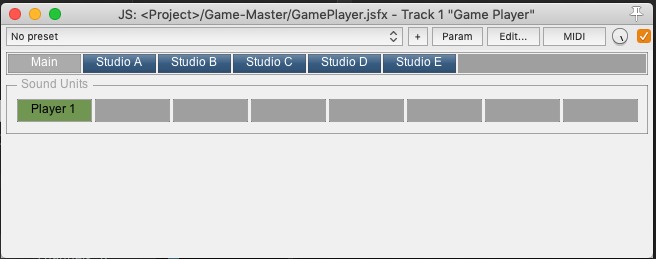 JS: <Project>/Game-Master/GamePlayer.jsfx - Track 1 "Game Player"
No preset + Param Edit... MIDI
Main Studio A Studio B Studio C Studio D Studio E
Sound Units
Player 1